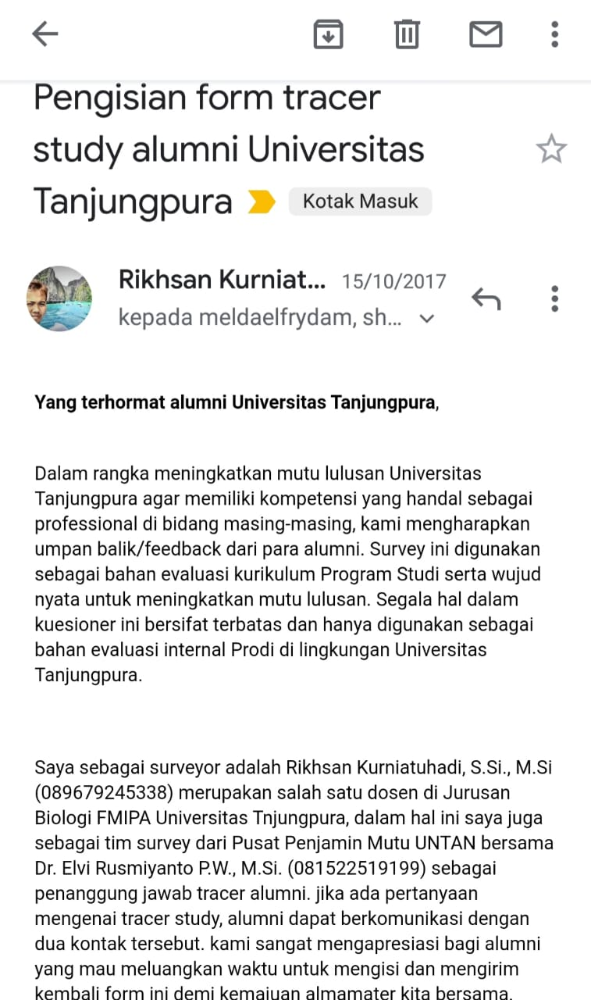 Pengisian form tracer
study alumni Universitas
Tanjungpura Kotak Masuk
Rikhsan Kurniat... 15/10/2017
kepada meldaelfrydam, sh...
Yang terhormat alumni Universitas Tanjungpura,
Dalam rangka meningkatkan mutu lulusan Universitas
Tanjungpura agar memiliki kompetensi yang handal sebagai
professional di bidang masing-masing, kami mengharapkan
umpan balik/feedback dari para alumni. Survey ini digunakan
sebagai bahan evaluasi kurikulum Program Studi serta wujud
nyata untuk meningkatkan mutu lulusan. Segala hal dalam
kuesioner ini bersifat terbatas dan hanya digunakan sebagai
bahan evaluasi internal Prodi di lingkungan Universitas
Tanjungpura.
Saya sebagai surveyor adalah Rikhsan Kurniatuhadi, S.Si., M.Si
(089679245338) merupakan salah satu dosen di Jurusan
Biologi FMIPA Universitas Tnjungpura, dalam hal ini saya juga
sebagai tim survey dari Pusat Penjamin Mutu UNTAN bersama
Dr. Elvi Rusmiyanto P.W., M.Si. (081522519199) sebagai
penanggung jawab tracer alumni. jika ada pertanyaan
mengenai tracer study, alumni dapat berkomunikasi dengan
dua kontak tersebut. kami sangat mengapresiasi bagi alumni
yang mau meluangkan waktu untuk mengisi dan mengirim
kembali form ini demi kemajuan almamater kita bersama.